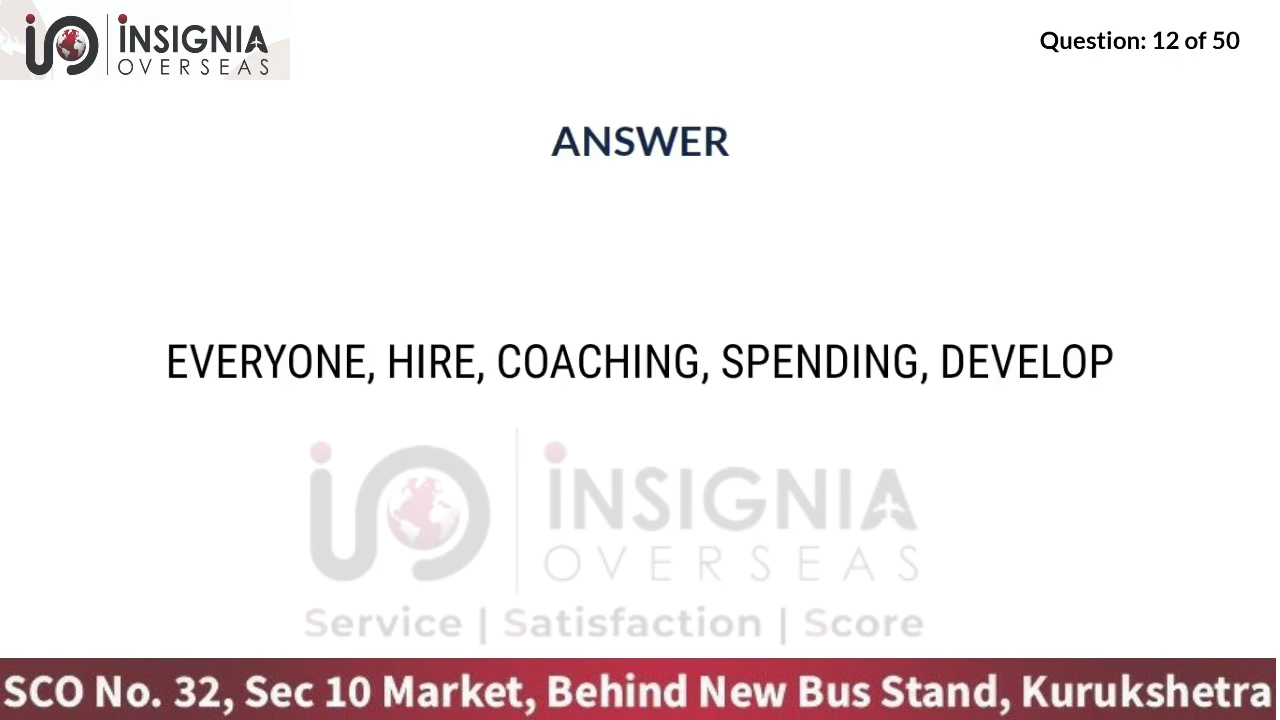 INSIGNIA
OVERSEAS
Question: 12 of 50
ANSWER
EVERYONE, HIRE, COACHING, SPENDING, DEVELOP
INSIGNIA
OVERSEAS
Service | Satisfaction | Score
SCO No. 32, Sec 10 Market, Behind New Bus Stand, Kurukshetra